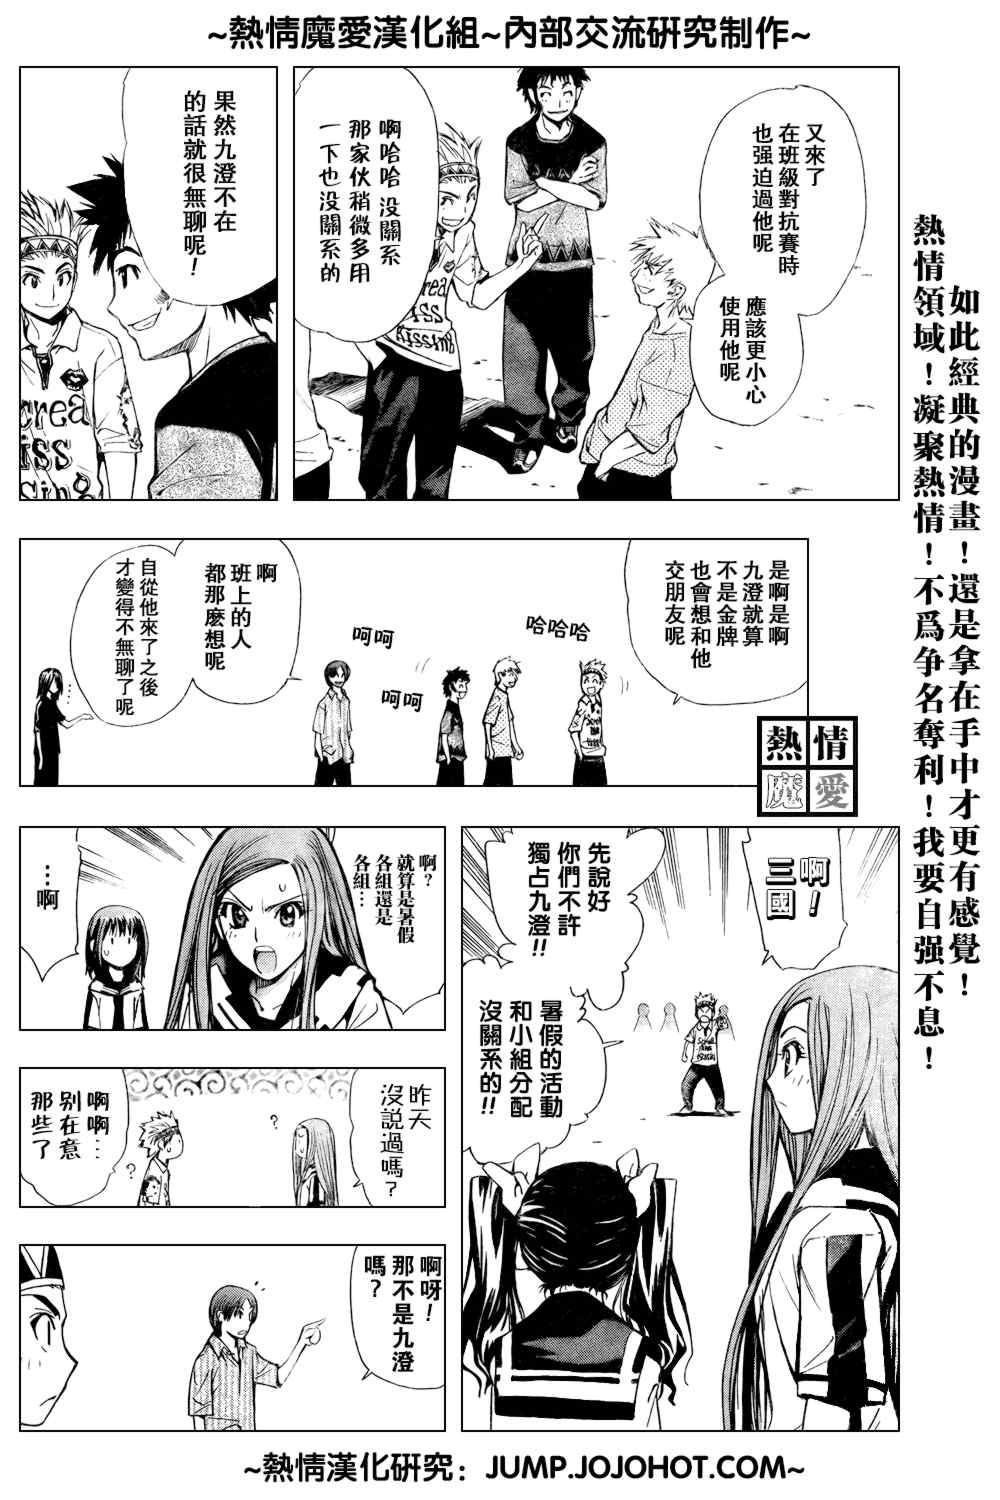 ~熱情魔愛漢化組~內部交流研究制作~
又來了
在班級對抗賽時
也强迫過他呢
應該更小心
使用他呢
啊哈哈 没關系
那家伙稍微多用
一下也没關系的
果然九澄不在
的話就很無聊呢！
是啊是啊
九澄就算
不是金牌
也會想和他
交朋友呢
哈哈哈
呵呵
呵呵
啊
班上的人
都那麽想呢
自從他來了之後
才變得不無聊了呢
…
熱情
魔愛
啊！
三國
先說好
你們不許
獨占九澄!!
暑假的活動
和小組分配
沒關系的!!
啊？
就算是暑假
各組還是
各組…
…啊
昨天
沒説過嗎？
?
?
啊啊…
别在意
那些了
啊呀！
那不是九澄
嗎？
如此經典的漫畫！還是拿在手中才更有感覺！
熱情領域！凝聚熱情！不爲争名奪利！我要自强不息！
Screa
Kiss
Kissing
crea
iss
sing
~熱情漢化研究：JUMP.JOJOHOT.COM~